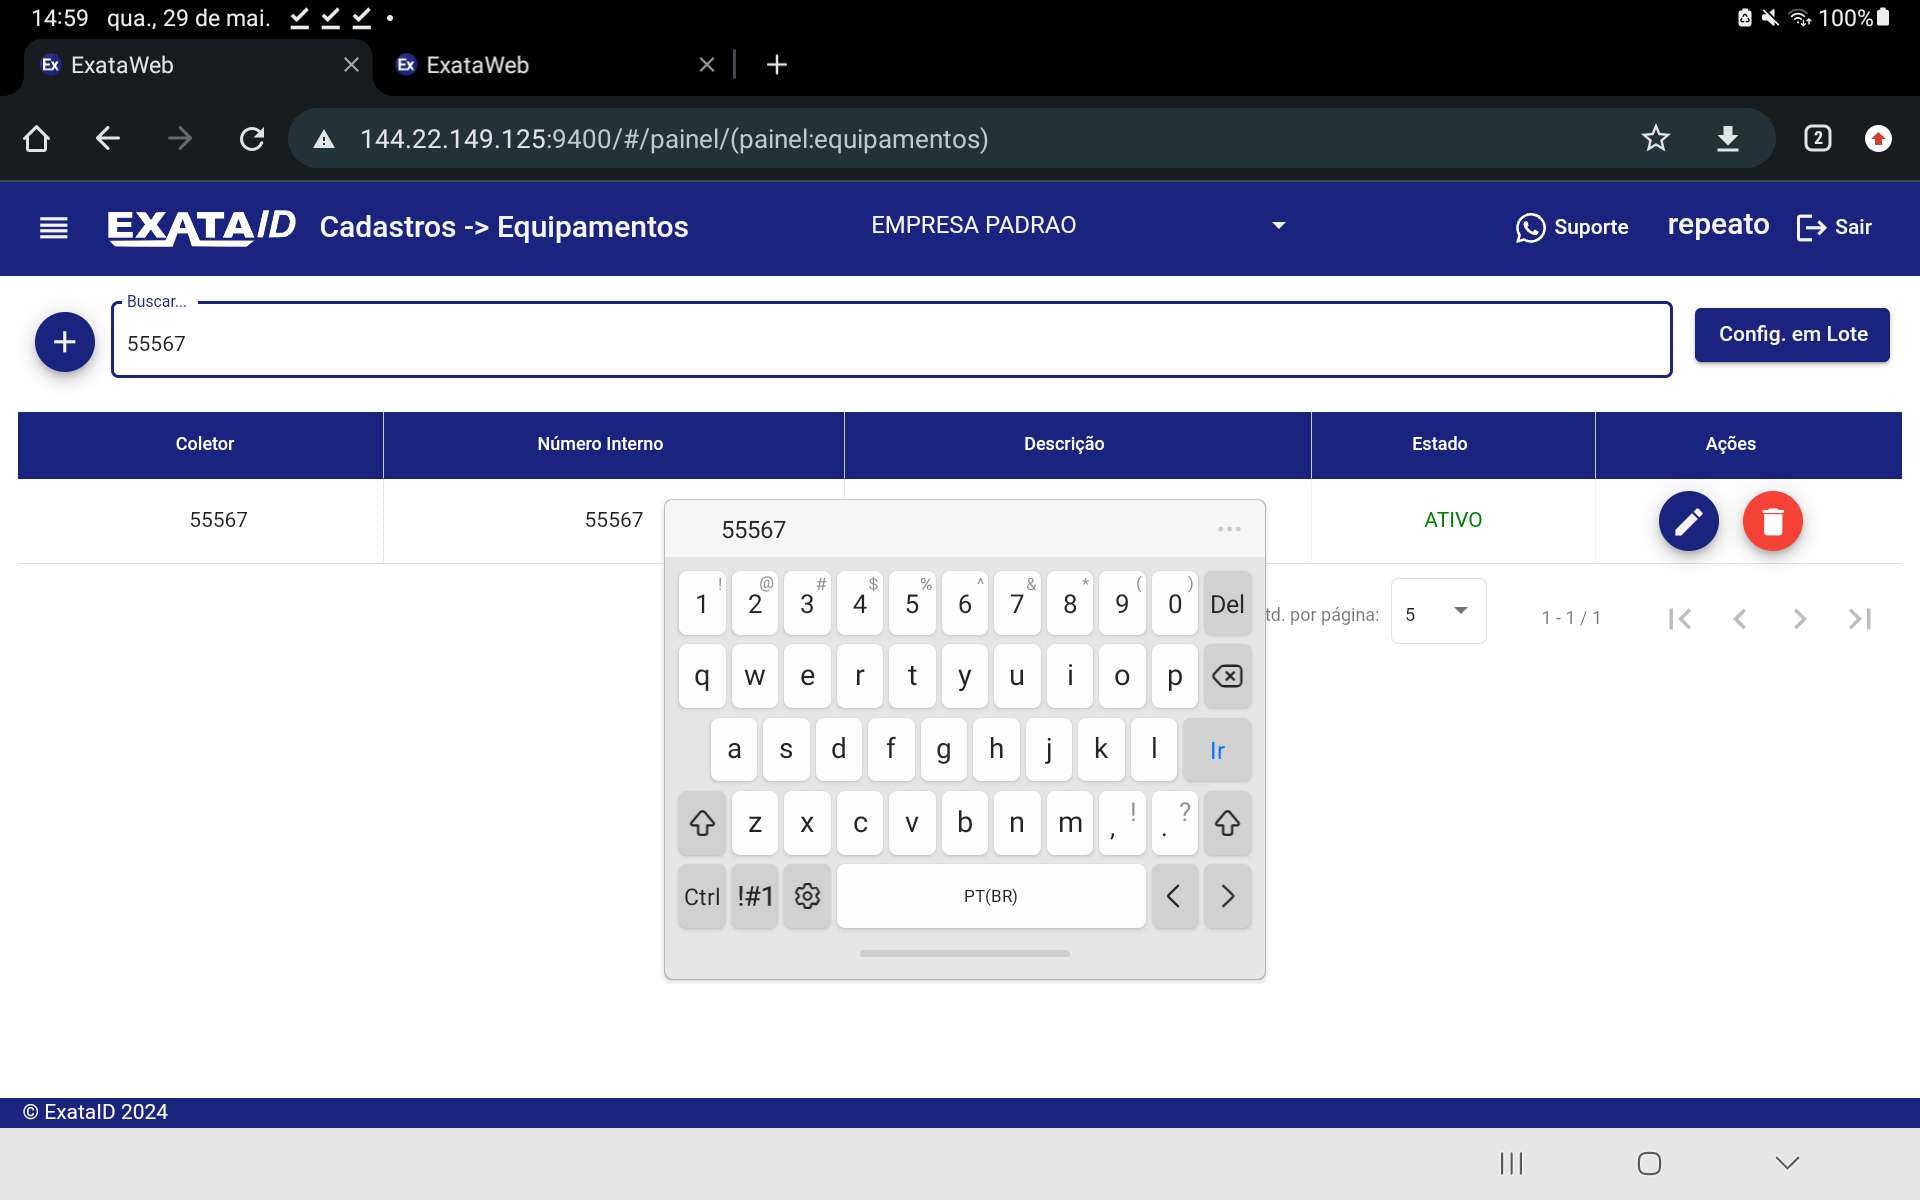 14:59 qua., 29 de mai. 100%
Ex ExataWeb Ex ExataWeb
144.22.149.125:9400/#/painel/(painel:equipamentos) 2
EXATAID Cadastros -> Equipamentos EMPRESA PADRAO Suporte repeato Sair
Buscar...
55567
Config. em Lote
Coletor Número Interno Descrição Estado Ações
55567 55567 ATIVO
55567
1 ! 2 @ 3 # 4 $ 5 % 6 ^ 7 & 8 * 9 ( 0 ) Del
td. por página: 5 1 - 1 / 1
q w e r t y u i o p
a s d f g h j k l Ir
z x c v b n m , ! . ?
Ctrl !#1 PT(BR)
© ExataID 2024